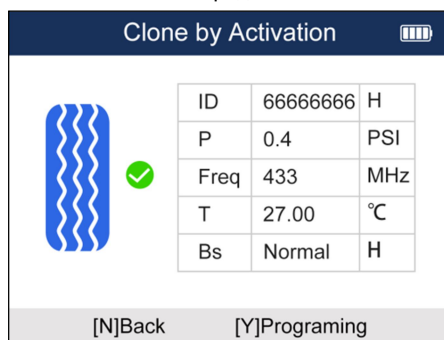 Clone by Activation
ID 66666666 H
P 0.4 PSI
Freq 433 MHz
T 27.00 ℃
Bs Normal H
[N]Back [Y]Programing